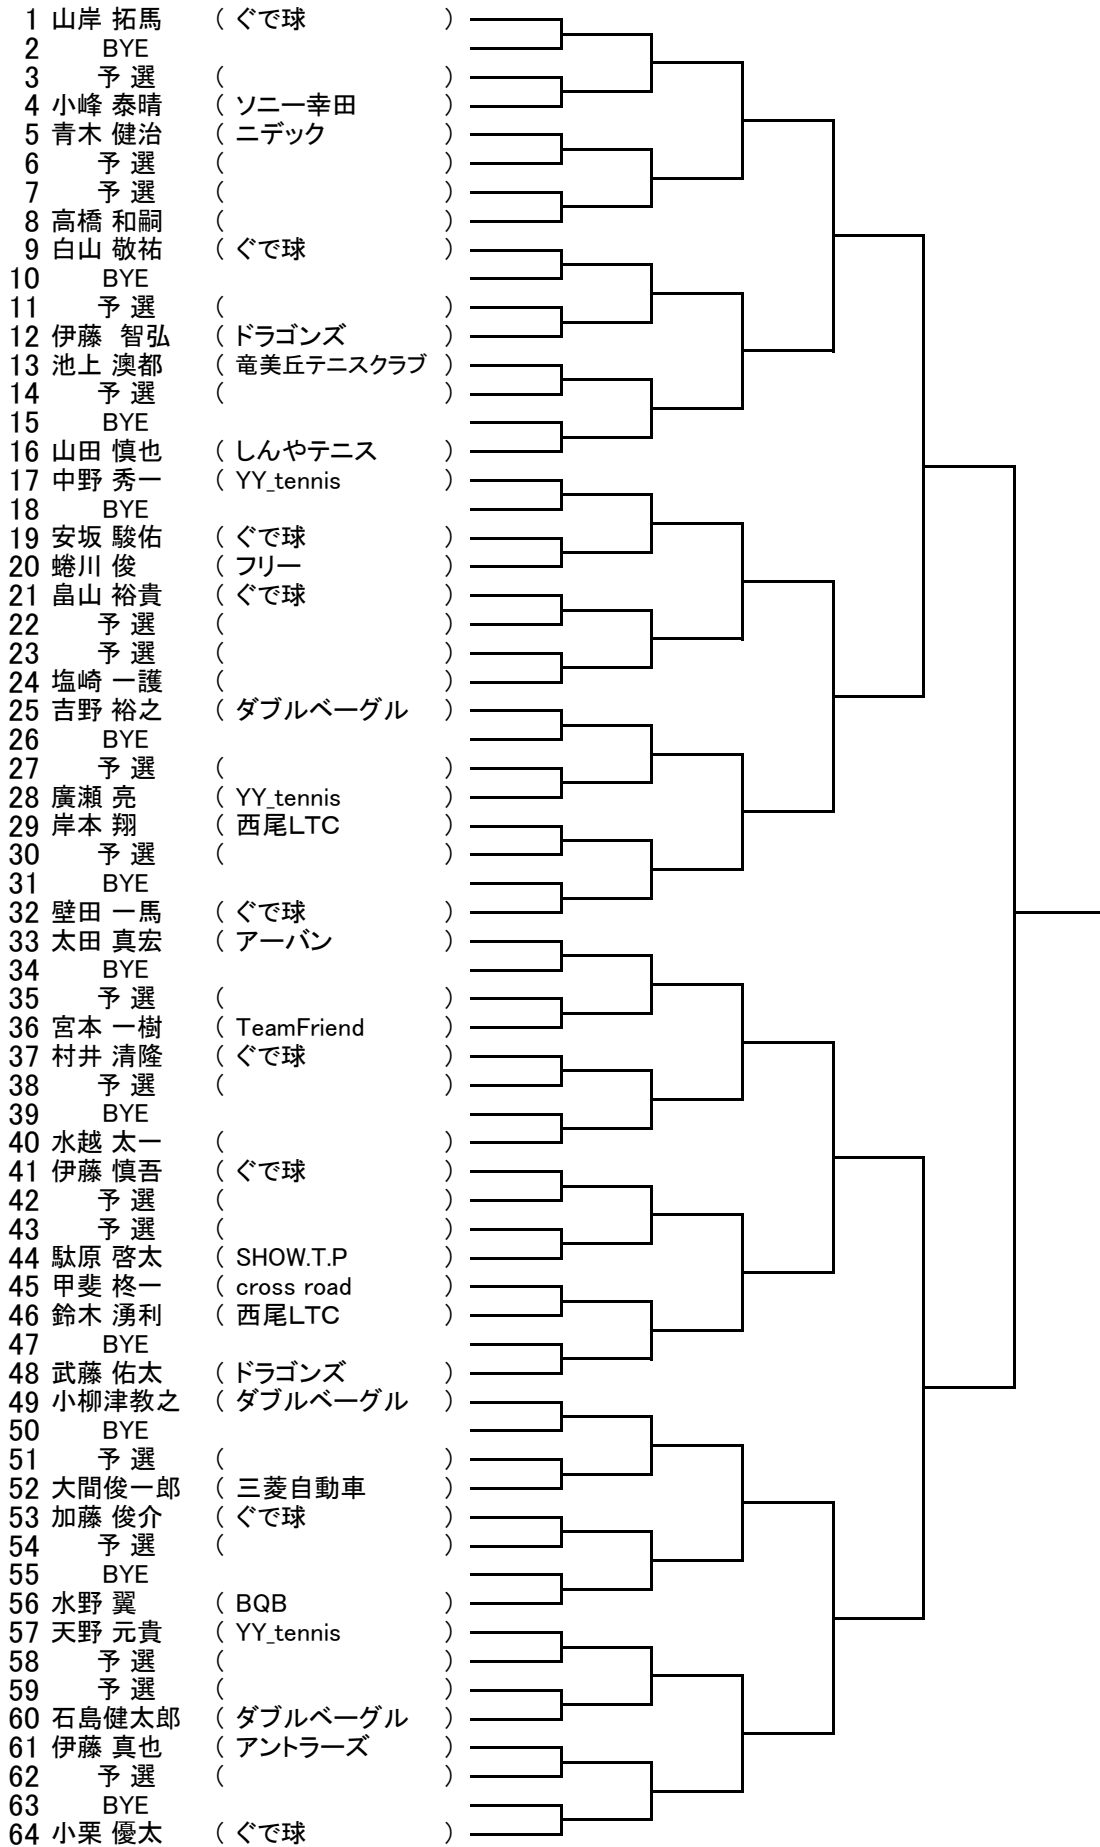 1 山岸 拓馬 ( ぐで球 )
2 BYE
3 予 選 ( )
4 小峰 泰晴 ( ソニー幸田 )
5 青木 健治 ( ニデック )
6 予 選 ( )
7 予 選 ( )
8 高橋 和嗣 ( )
9 白山 敬祐 ( ぐで球 )
10 BYE
11 予 選 ( )
12 伊藤 智弘 ( ドラゴンズ )
13 池上 澳都 ( 竜美丘テニスクラブ )
14 予 選 ( )
15 BYE
16 山田 慎也 ( しんやテニス )
17 中野 秀一 ( YY_tennis )
18 BYE
19 安坂 駿佑 ( ぐで球 )
20 蜷川 俊 ( フリー )
21 畠山 裕貴 ( ぐで球 )
22 予 選 ( )
23 予 選 ( )
24 塩崎 一護 ( )
25 吉野 裕之 ( ダブルベーグル )
26 BYE
27 予 選 ( )
28 廣瀬 亮 ( YY_tennis )
29 岸本 翔 ( 西尾LTC )
30 予 選 ( )
31 BYE
32 壁田 一馬 ( ぐで球 )
33 太田 真宏 ( アーバン )
34 BYE
35 予 選 ( )
36 宮本 一樹 ( TeamFriend )
37 村井 清隆 ( ぐで球 )
38 予 選 ( )
39 BYE
40 水越 太一 ( )
41 伊藤 慎吾 ( ぐで球 )
42 予 選 ( )
43 予 選 ( )
44 駄原 啓太 ( SHOW.T.P )
45 甲斐 柊一 ( cross road )
46 鈴木 湧利 ( 西尾LTC )
47 BYE
48 武藤 佑太 ( ドラゴンズ )
49 小柳津教之 ( ダブルベーグル )
50 BYE
51 予 選 ( )
52 大間俊一郎 ( 三菱自動車 )
53 加藤 俊介 ( ぐで球 )
54 予 選 ( )
55 BYE
56 水野 翼 ( BQB )
57 天野 元貴 ( YY_tennis )
58 予 選 ( )
59 予 選 ( )
60 石島健太郎 ( ダブルベーグル )
61 伊藤 真也 ( アントラーズ )
62 予 選 ( )
63 BYE
64 小栗 優太 ( ぐで球 )